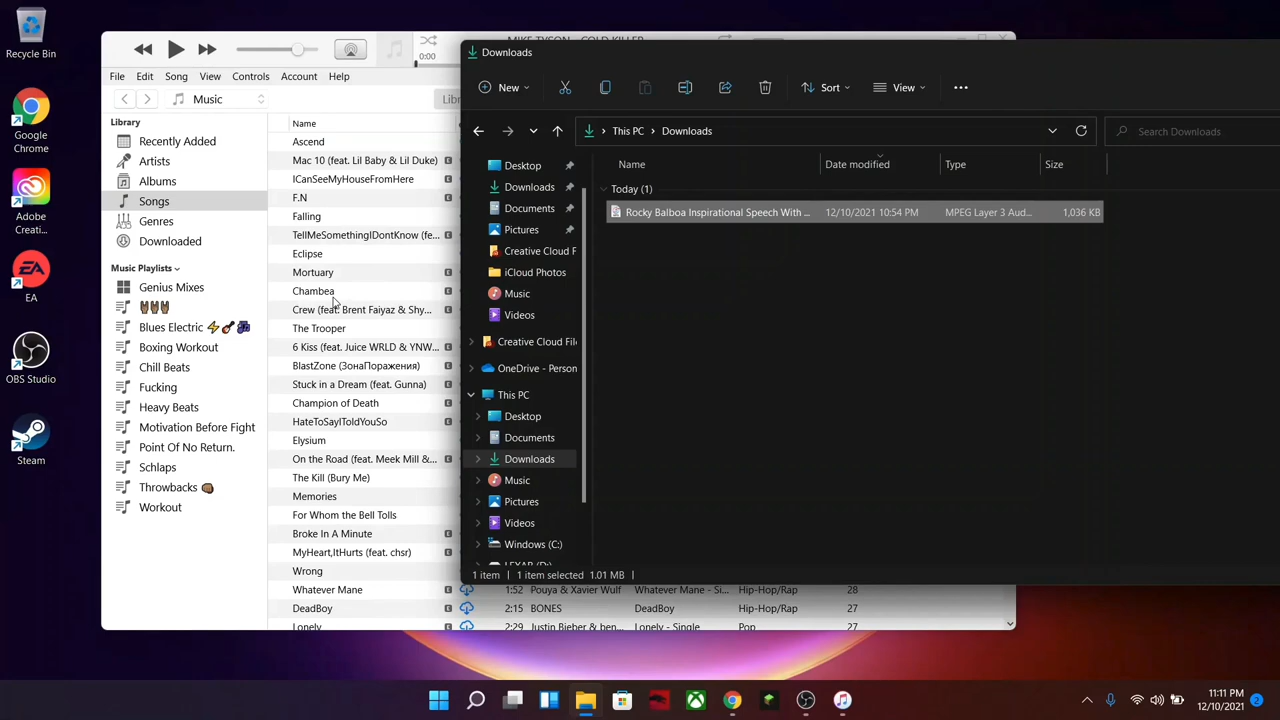 Recycle Bin
Google
Chrome
Adobe
Creati...
EA
OBS Studio
Steam
MIKE TYSON - COLD KILLER
0:00
File Edit Song View Controls Account Help
Music
Library
Recently Added
Artists
Albums
Songs
Genres
Downloaded
Music Playlists
Genius Mixes
🤘🏾🤘🏾🤘🏾
Blues Electric ⚡🎸🎳
Boxing Workout
Chill Beats
Fucking
Heavy Beats
Motivation Before Fight
Point Of No Return.
Schlaps
Throwbacks 👊🏾
Workout
Name
Ascend
Mac 10 (feat. Lil Baby & Lil Duke) E
ICanSeeMyHouseFromHere E
F.N E
Falling
TellMeSomethingIDontKnow (fe... E
Eclipse
Mortuary E
Chambea E
Crew (feat. Brent Faiyaz & Shy... E
The Trooper
6 Kiss (feat. Juice WRLD & YNW... E
BlastZone (ЗонаПоражения) E
Stuck in a Dream (feat. Gunna) E
Champion of Death E
HateToSayIToldYouSo E
Elysium
On the Road (feat. Meek Mill &... E
The Kill (Bury Me)
Memories
For Whom the Bell Tolls
Broke In A Minute E
MyHeart,ItHurts (feat. chsr) E
Wrong
Whatever Mane E 1:52 Pouya & Xavier Wulf Whatever Mane - Si... Hip-Hop/Rap 28
DeadBoy E 2:15 BONES DeadBoy Hip-Hop/Rap 27
Lonely E 2:29 Justin Bieber & ben... Lonely - Single Pop 27
Downloads
New Sort View
This PC > Downloads
Search Downloads
Desktop
Downloads
Documents
Pictures
Creative Cloud F
iCloud Photos
Music
Videos
Creative Cloud File
OneDrive - Person
This PC
Desktop
Documents
Downloads
Music
Pictures
Videos
Windows (C:)
LEXAR (D:)
Name Date modified Type Size
Today (1)
Rocky Balboa Inspirational Speech With ... 12/10/2021 10:54 PM MPEG Layer 3 Aud... 1,036 KB
1 item 1 item selected 1.01 MB
11:11 PM
12/10/2021
2